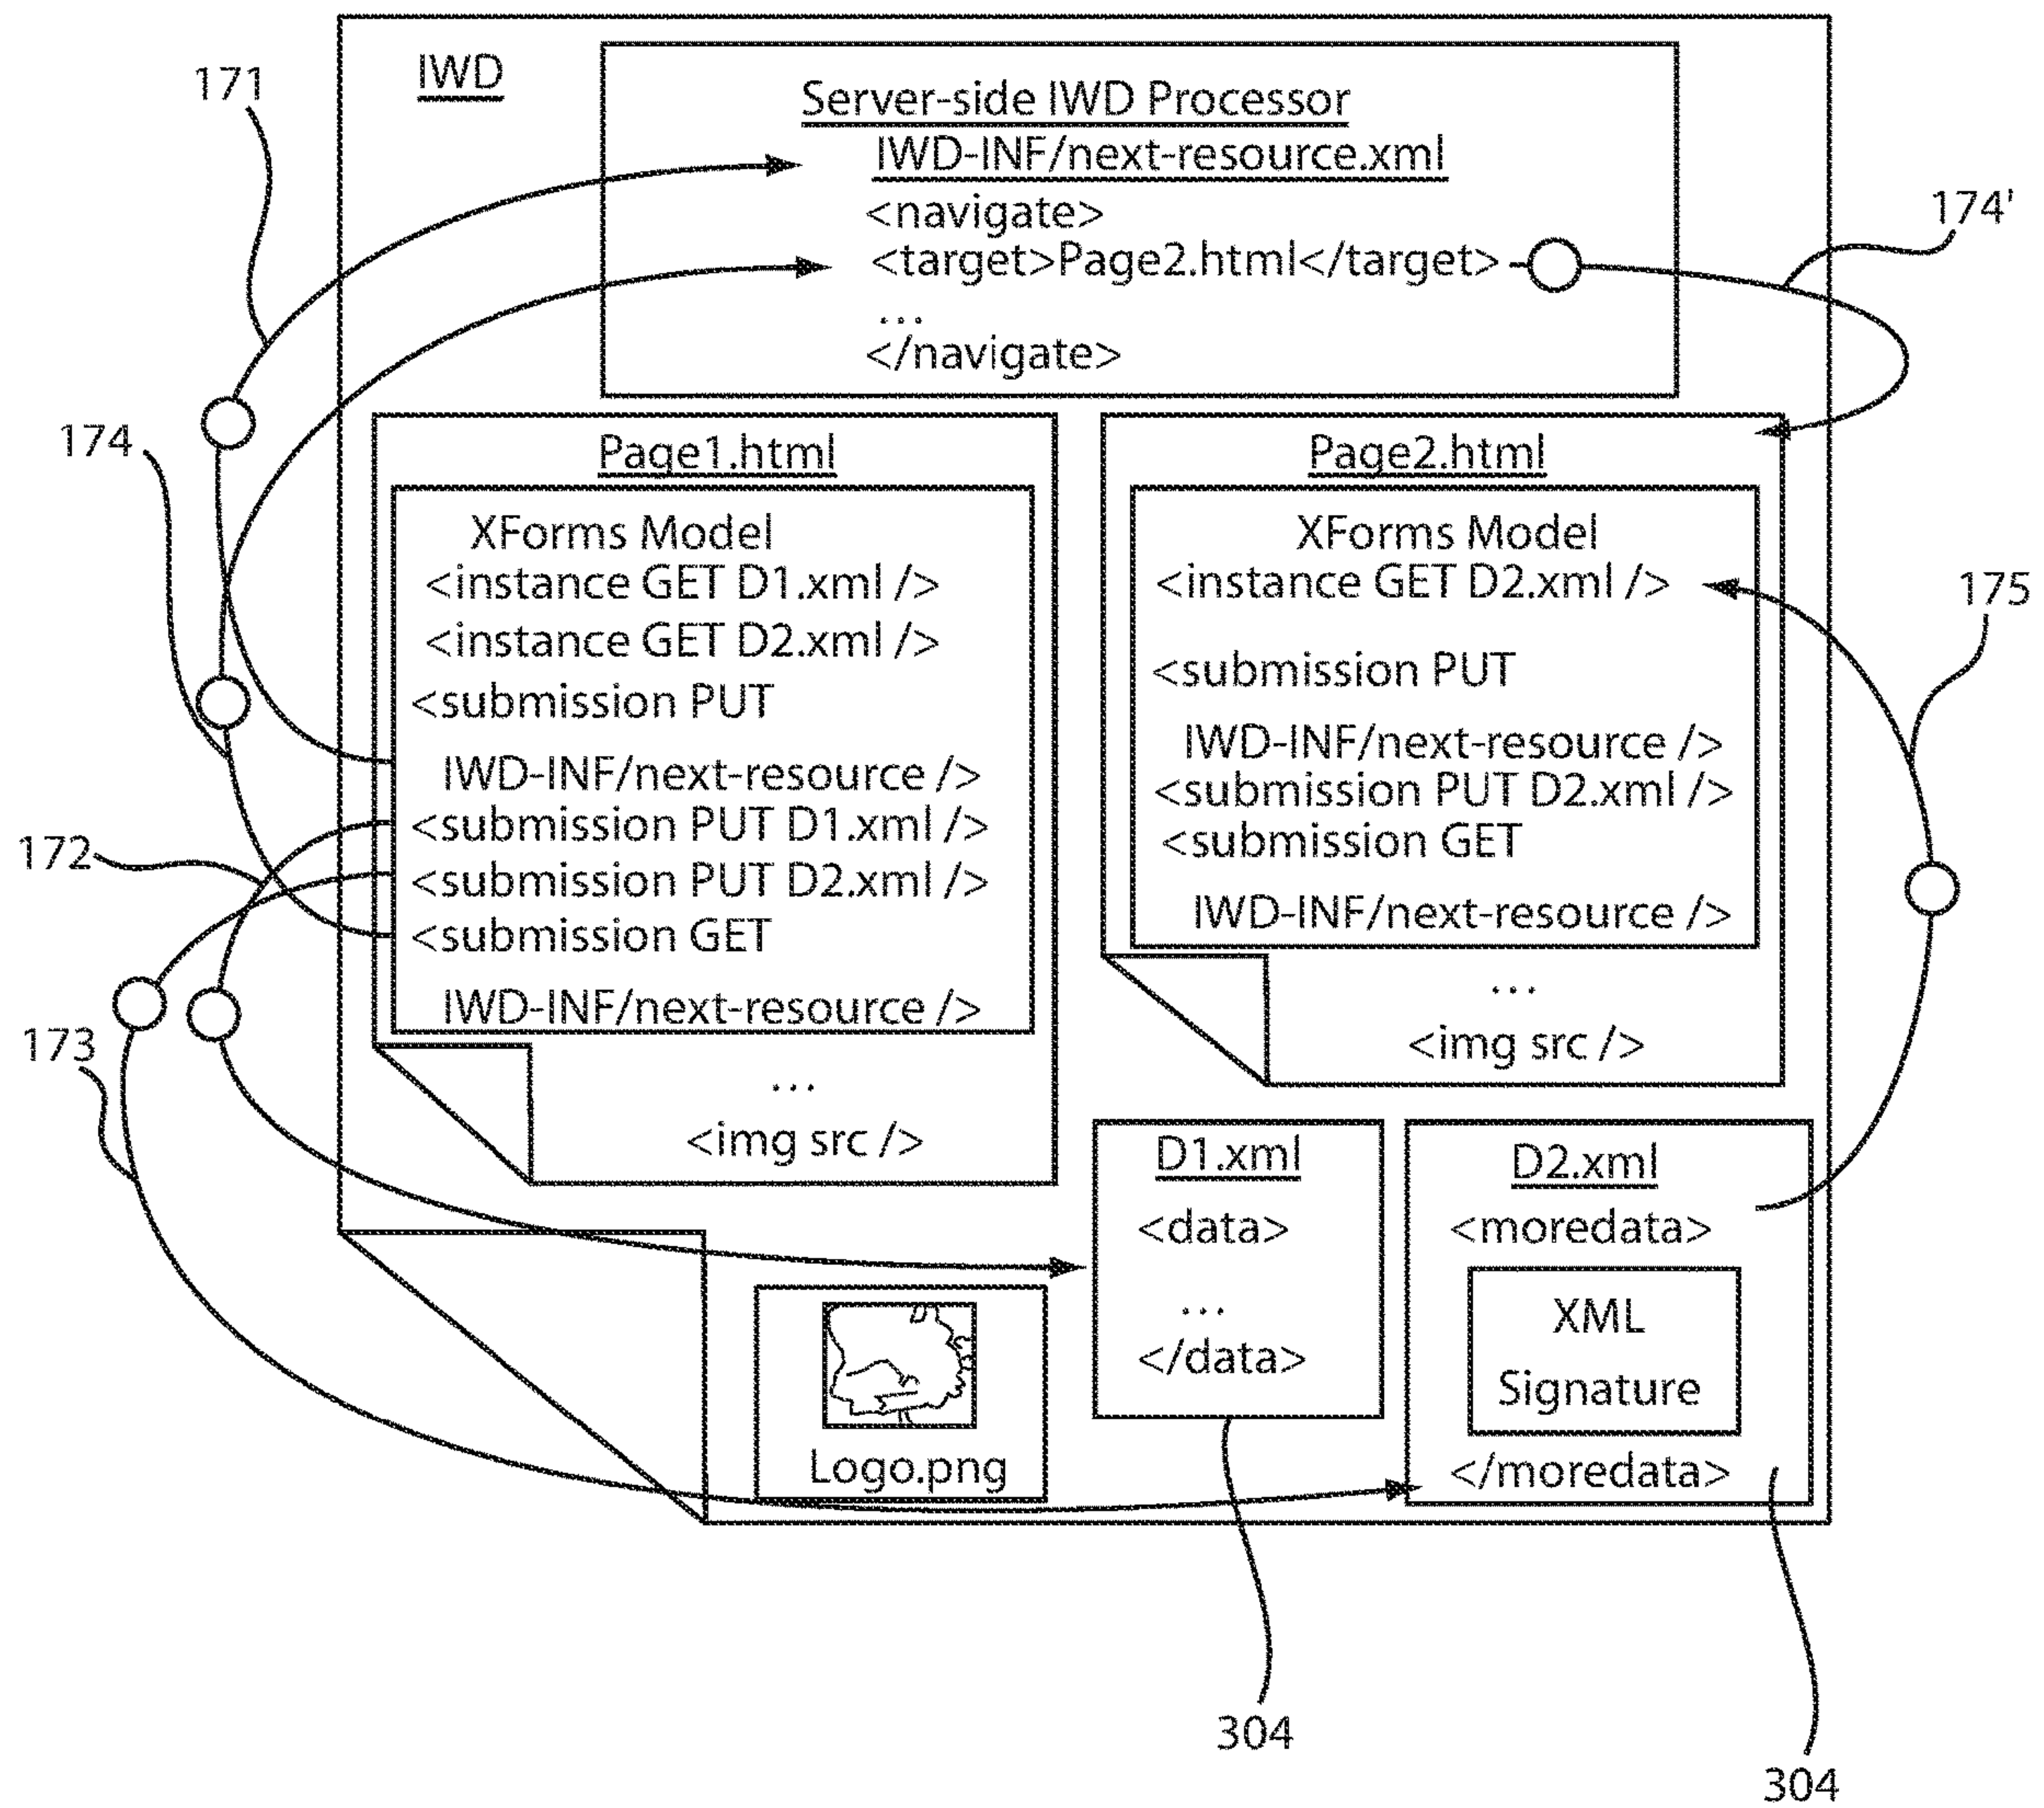 IWD
171
Server-side IWD Processor
IWD-INF/next-resource.xml
<navigate>
<target>Page2.html</target>
...
</navigate>
174'
174
Page1.html
XForms Model
<instance GET D1.xml />
<instance GET D2.xml />
<submission PUT
IWD-INF/next-resource />
<submission PUT D1.xml />
<submission PUT D2.xml />
<submission GET
IWD-INF/next-resource />
...
<img src />
172
173
Page2.html
XForms Model
<instance GET D2.xml />
<submission PUT
IWD-INF/next-resource />
<submission PUT D2.xml />
<submission GET
IWD-INF/next-resource />
...
<img src />
175
Logo.png
D1.xml
<data>
...
</data>
304
D2.xml
<moredata>
XML
Signature
</moredata>
304